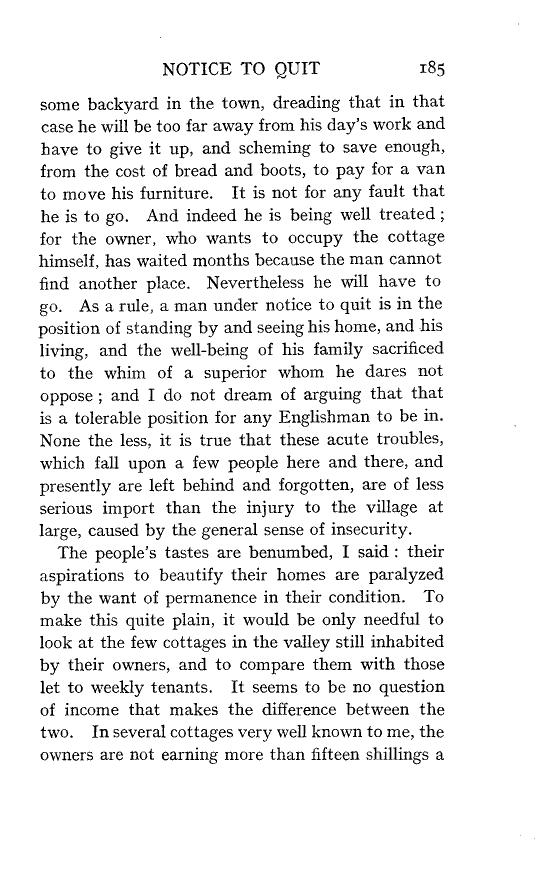 NOTICE TO QUIT 185
some backyard in the town, dreading that in that
case he will be too far away from his day's work and
have to give it up, and scheming to save enough,
from the cost of bread and boots, to pay for a van
to move his furniture. It is not for any fault that
he is to go. And indeed he is being well treated ;
for the owner, who wants to occupy the cottage
himself, has waited months because the man cannot
find another place. Nevertheless he will have to
go. As a rule, a man under notice to quit is in the
position of standing by and seeing his home, and his
living, and the well-being of his family sacrificed
to the whim of a superior whom he dares not
oppose ; and I do not dream of arguing that that
is a tolerable position for any Englishman to be in.
None the less, it is true that these acute troubles,
which fall upon a few people here and there, and
presently are left behind and forgotten, are of less
serious import than the injury to the village at
large, caused by the general sense of insecurity.
The people's tastes are benumbed, I said : their
aspirations to beautify their homes are paralyzed
by the want of permanence in their condition. To
make this quite plain, it would be only needful to
look at the few cottages in the valley still inhabited
by their owners, and to compare them with those
let to weekly tenants. It seems to be no question
of income that makes the difference between the
two. In several cottages very well known to me, the
owners are not earning more than fifteen shillings a